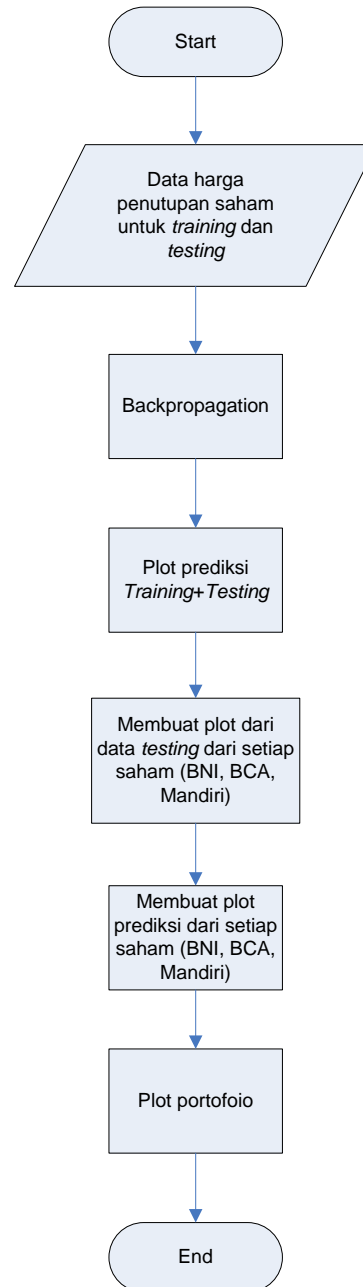 Start
Data harga
penutupan saham
untuk training dan
testing
Backpropagation
Plot prediksi
Training+Testing
Membuat plot dari
data testing dari setiap
saham (BNI, BCA,
Mandiri)
Membuat plot
prediksi dari setiap
saham (BNI, BCA,
Mandiri)
Plot portofoio
End